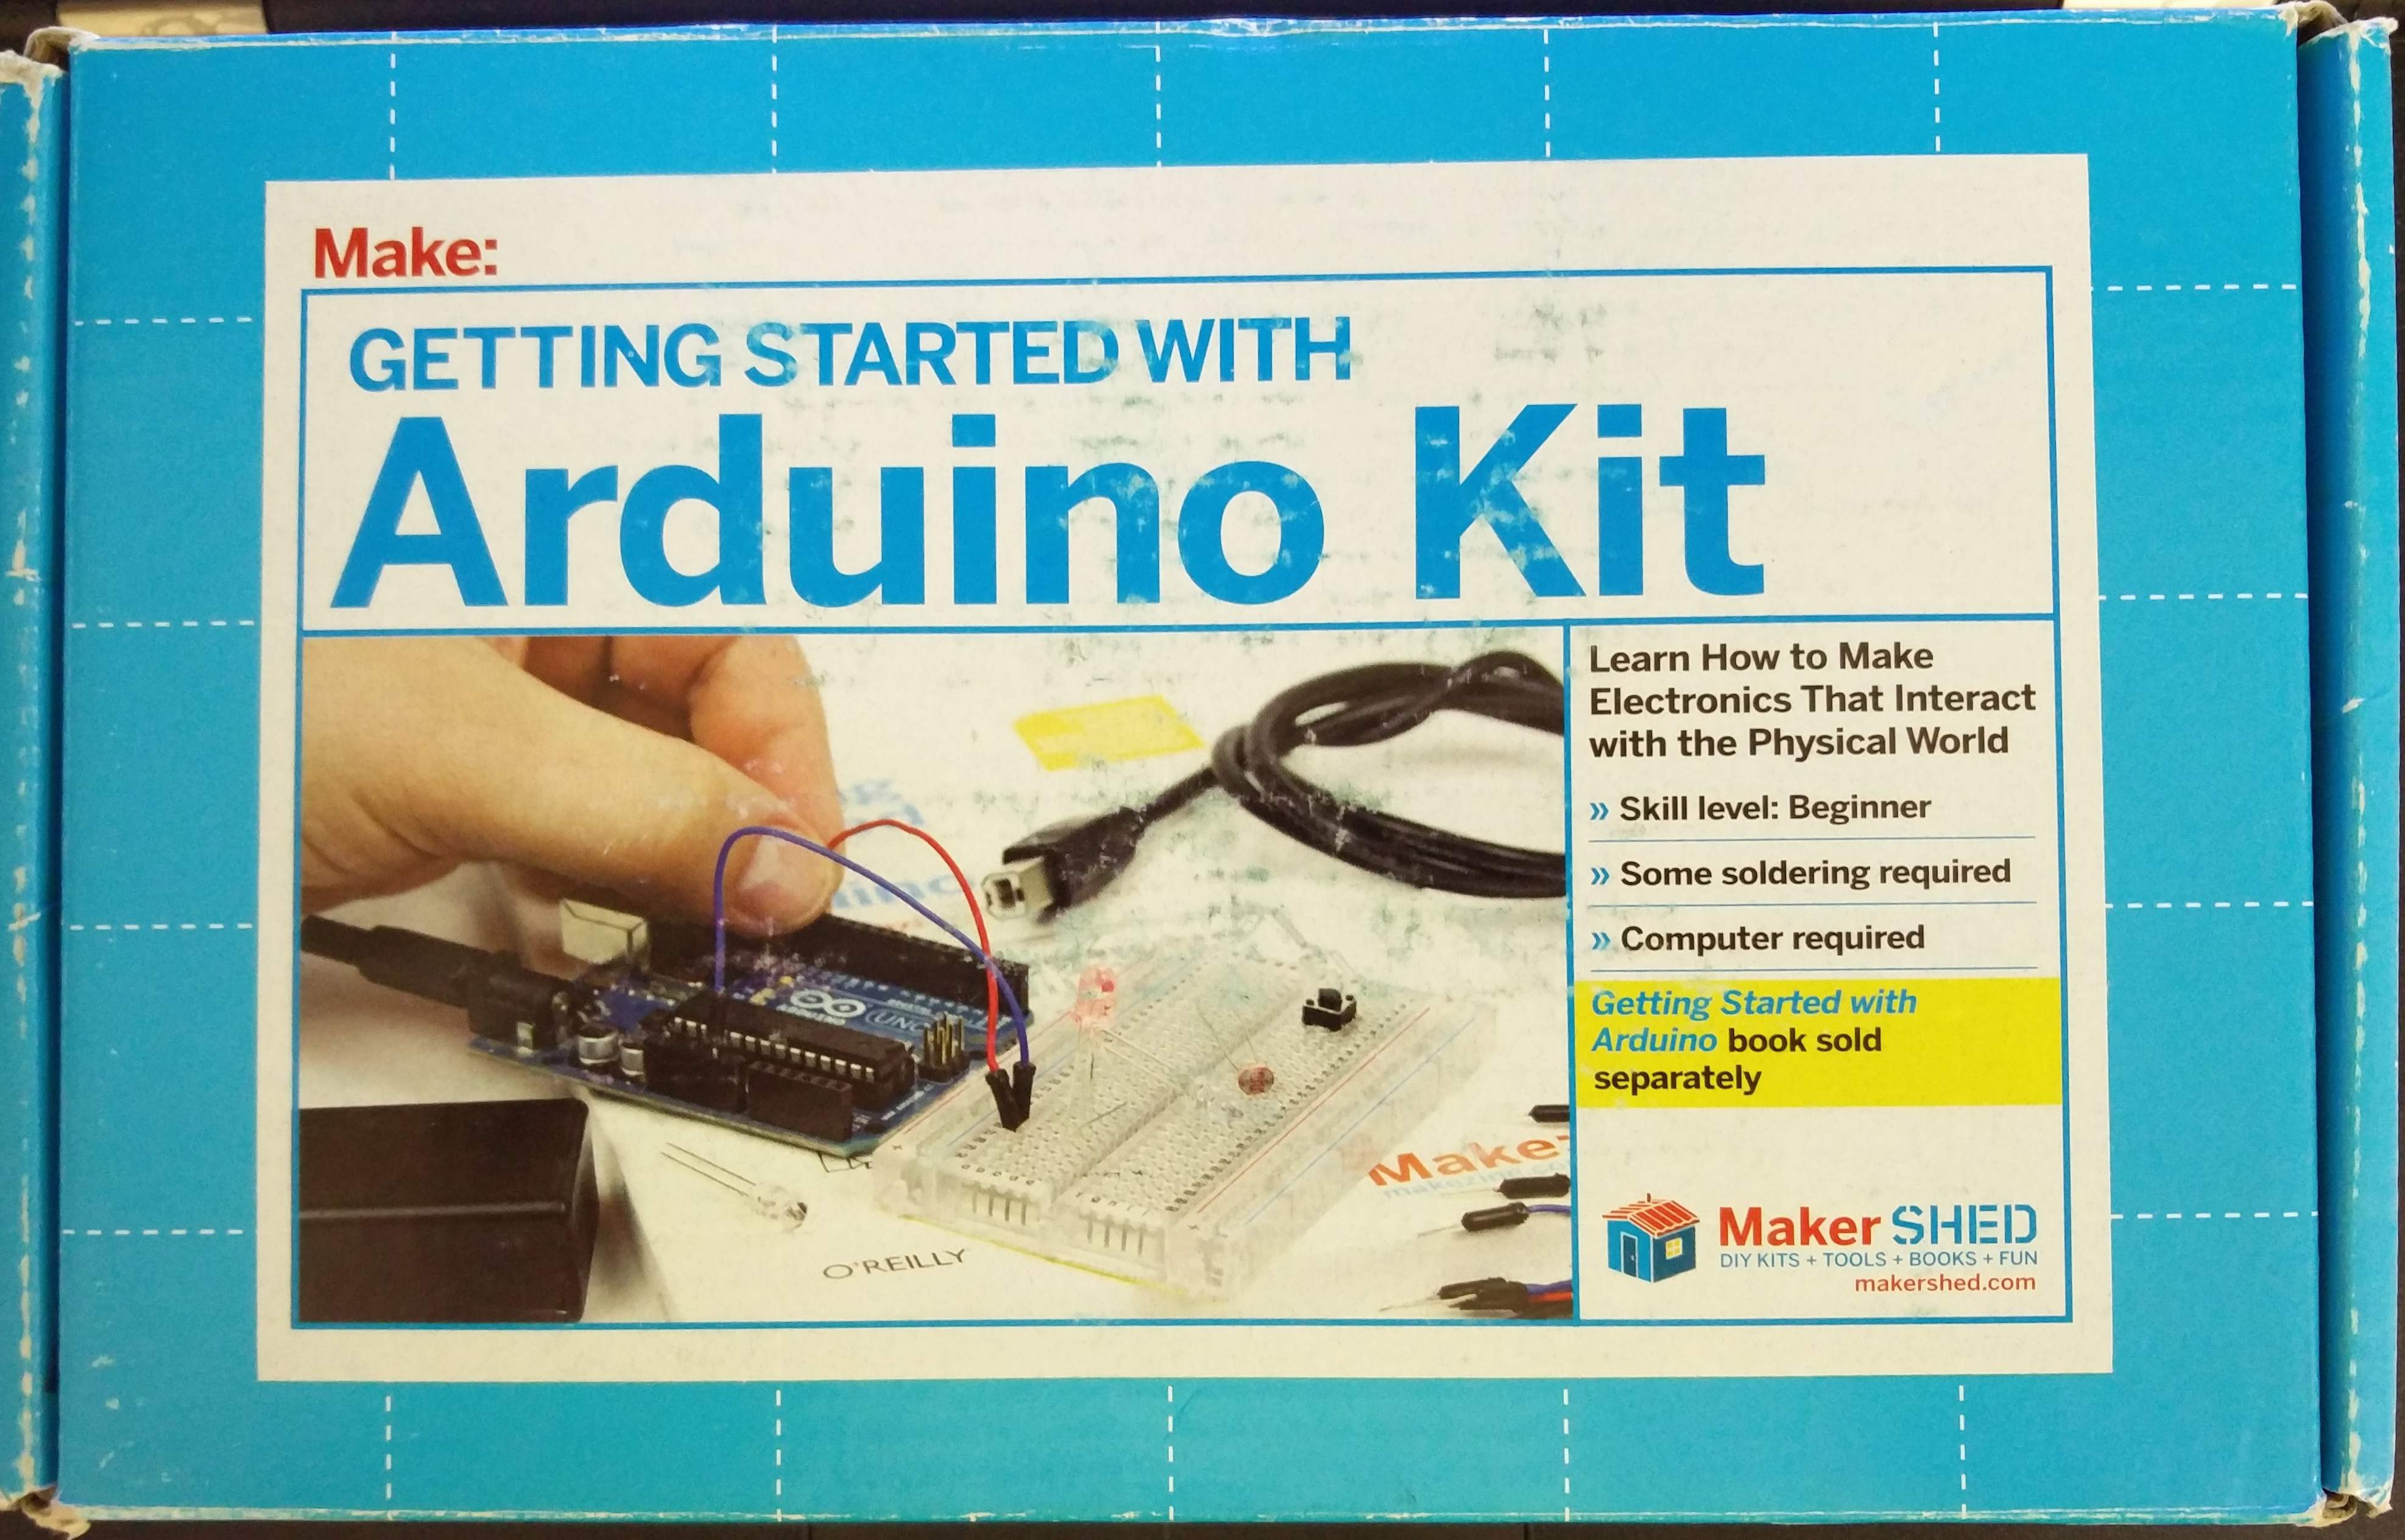 Make:
GETTING STARTED WITH
Arduino Kit
Learn How to Make
Electronics That Interact
with the Physical World
» Skill level: Beginner
» Some soldering required
» Computer required
Getting Started with
Arduino book sold
separately
Maker SHED
DIY KITS + TOOLS + BOOKS + FUN
makershed.com
ARDUINO
UNO
Make:
O'REILLY